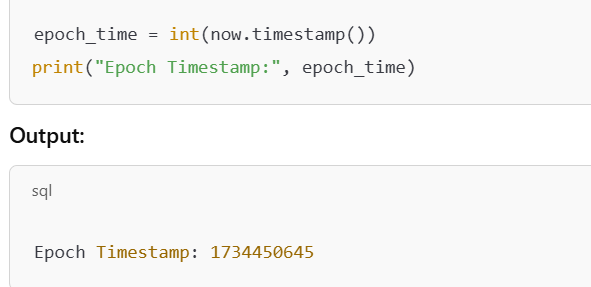 epoch_time = int(now.timestamp())
print("Epoch Timestamp:", epoch_time)
Output:
sql
Epoch Timestamp: 1734450645